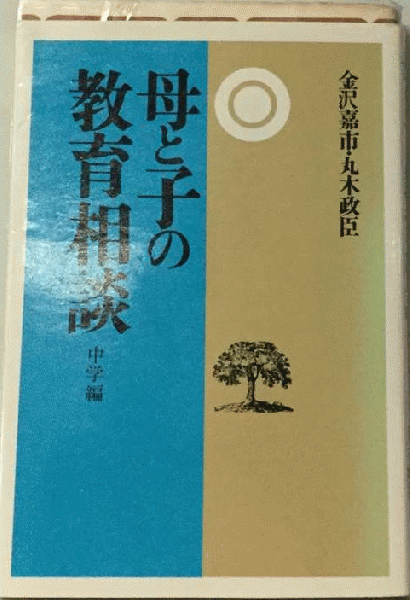 金沢嘉市・丸木政臣
母と子の
教育相談
中学編